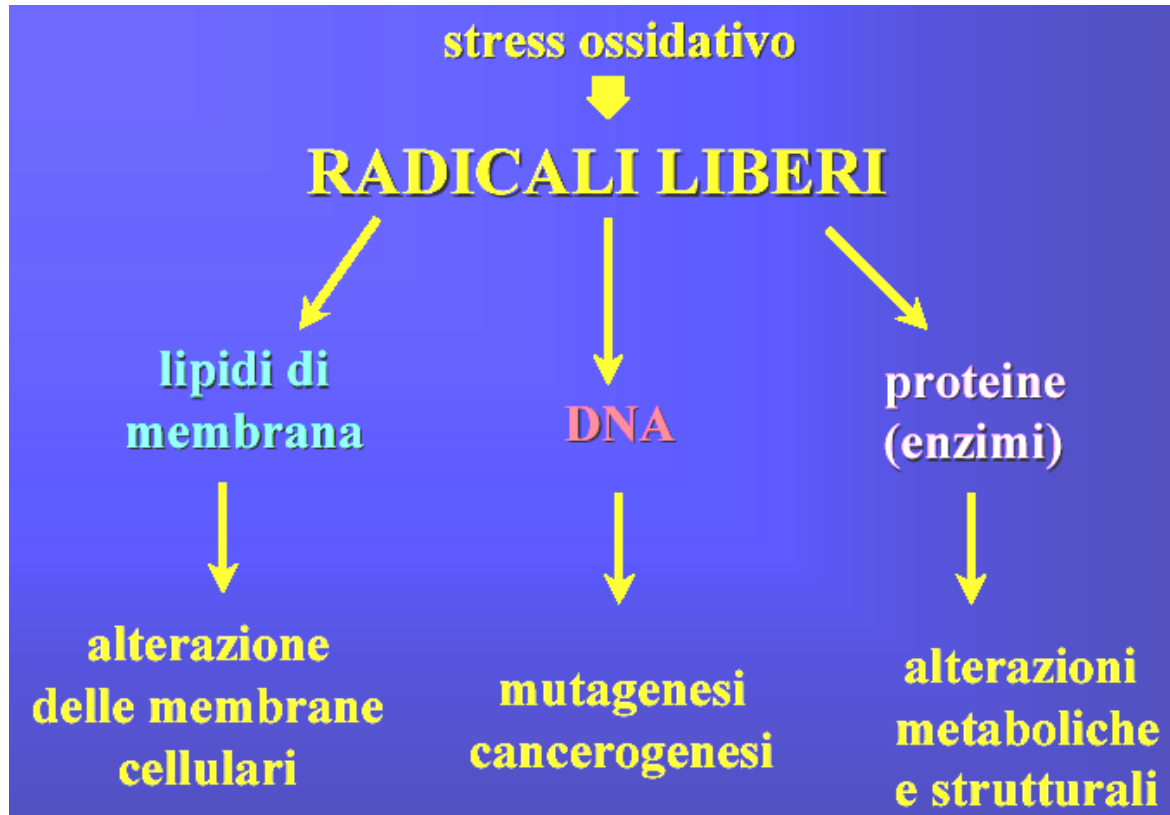 stress ossidativo
RADICALI LIBERI
lipidi di
membrana
DNA
proteine
(enzimi)
alterazione
delle membrane
cellulari
mutagenesi
cancerogenesi
alterazioni
metaboliche
e strutturali